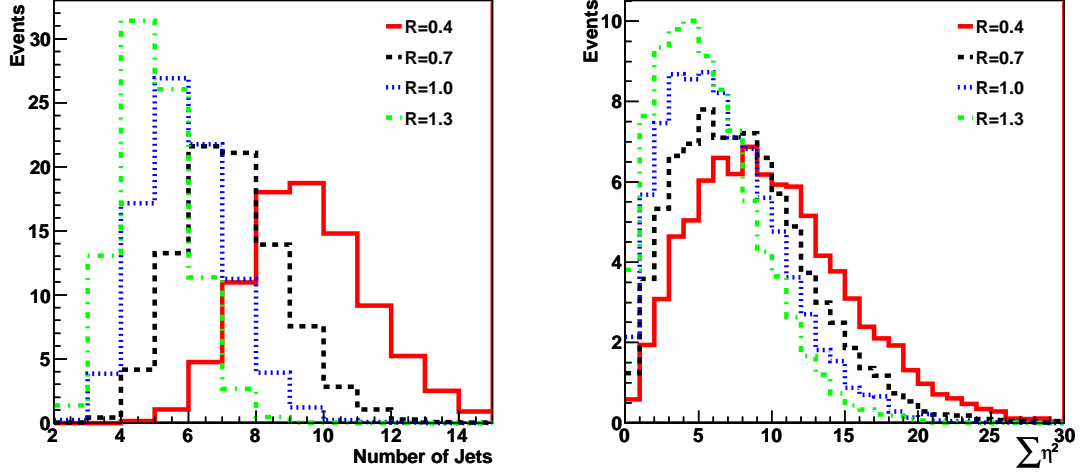 Events
30
25
20
15
10
5
0
2 4 6 8 10 12 14
Number of Jets
R=0.4
R=0.7
R=1.0
R=1.3
Events
10
8
6
4
2
0
0 5 10 15 20 25 30
∑η²
R=0.4
R=0.7
R=1.0
R=1.3